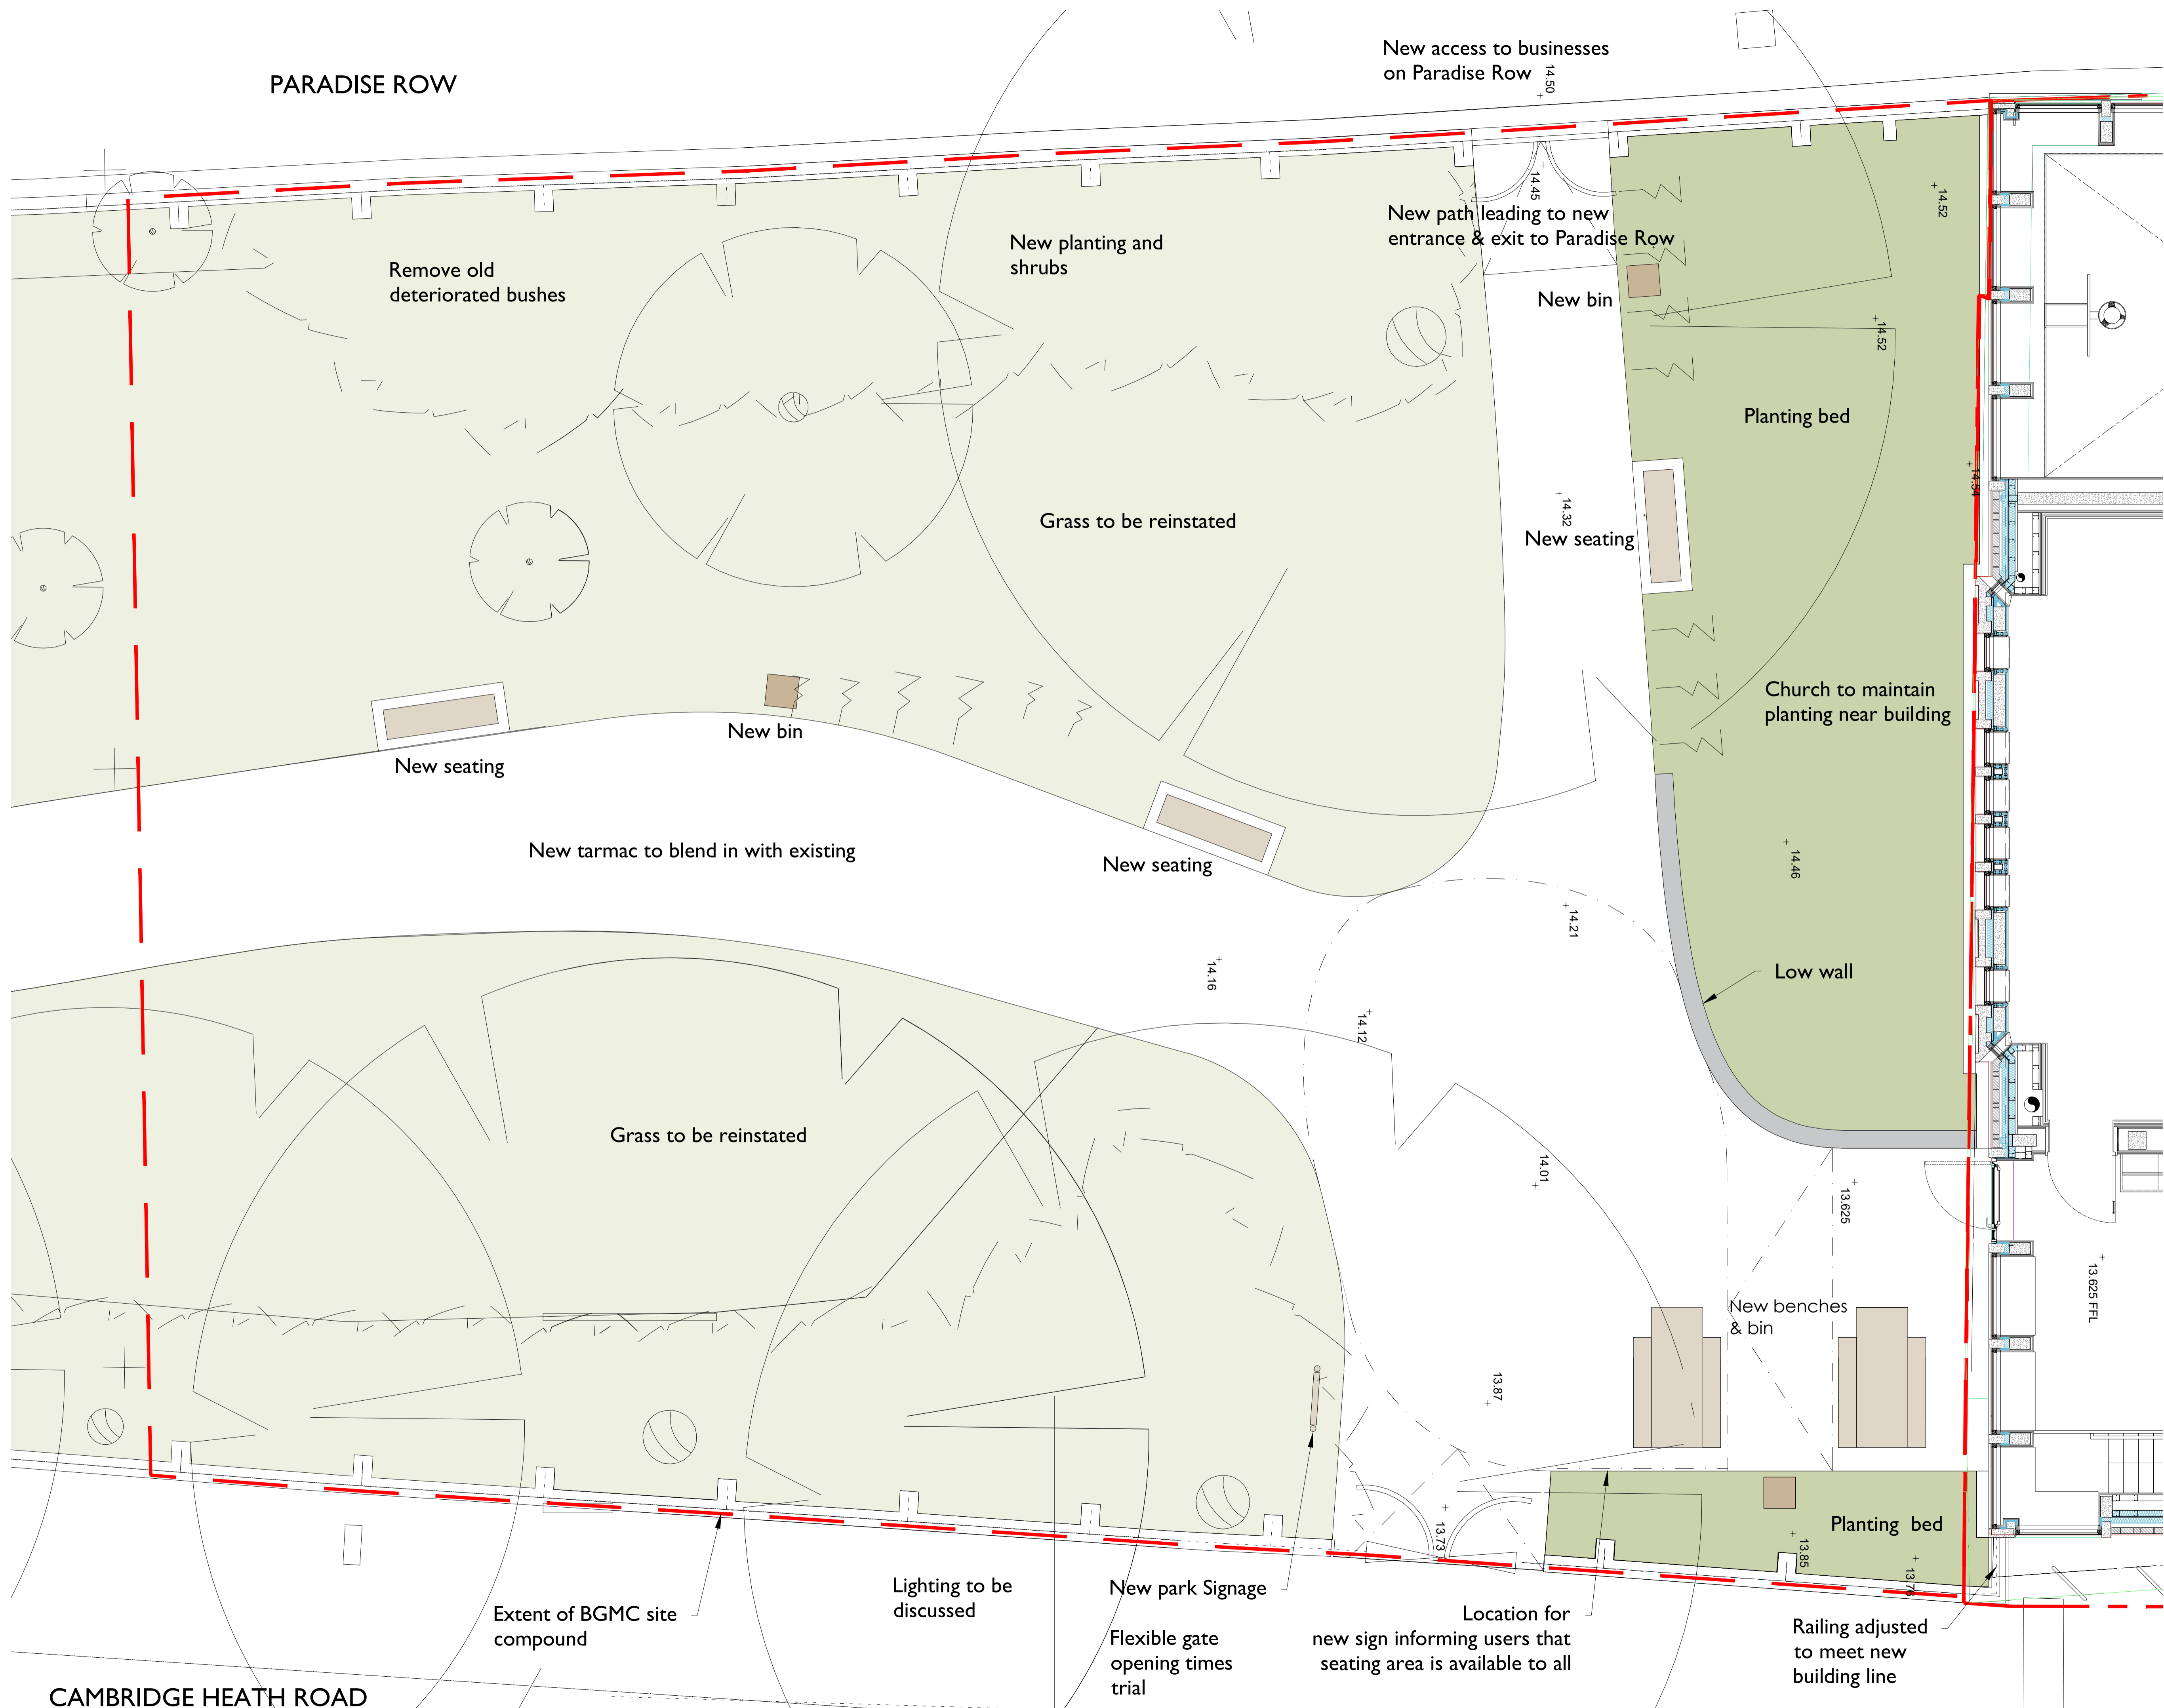 New access to businesses
on Paradise Row
PARADISE ROW
14.50
14.45
14.52
New path leading to new
entrance & exit to Paradise Row
New planting and
shrubs
Remove old
deteriorated bushes
New bin
14.52
Planting bed
14.54
14.32
Grass to be reinstated
New seating
Church to maintain
planting near building
New bin
New seating
New tarmac to blend in with existing
New seating
14.46
14.21
14.16
Low wall
14.12
Grass to be reinstated
14.01
13.625
13.625 FFL
New benches
& bin
13.87
13.73
Planting bed
13.85
13.76
Lighting to be
discussed
New park Signage
Extent of BGMC site
compound
Location for
new sign informing users that
seating area is available to all
Railing adjusted
to meet new
building line
Flexible gate
opening times
trial
CAMBRIDGE HEATH ROAD